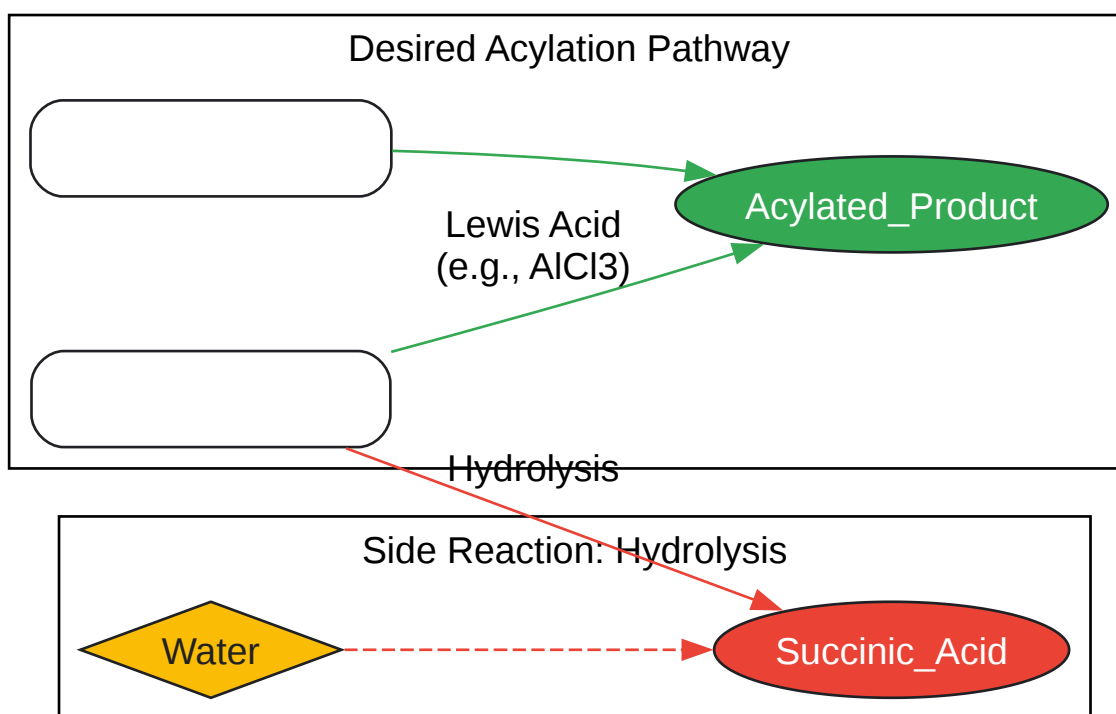 Desired Acylation Pathway
Acylated_Product
Lewis Acid
(e.g., AlCl3)
Hydrolysis
Side Reaction: Hydrolysis
Water
Succinic_Acid